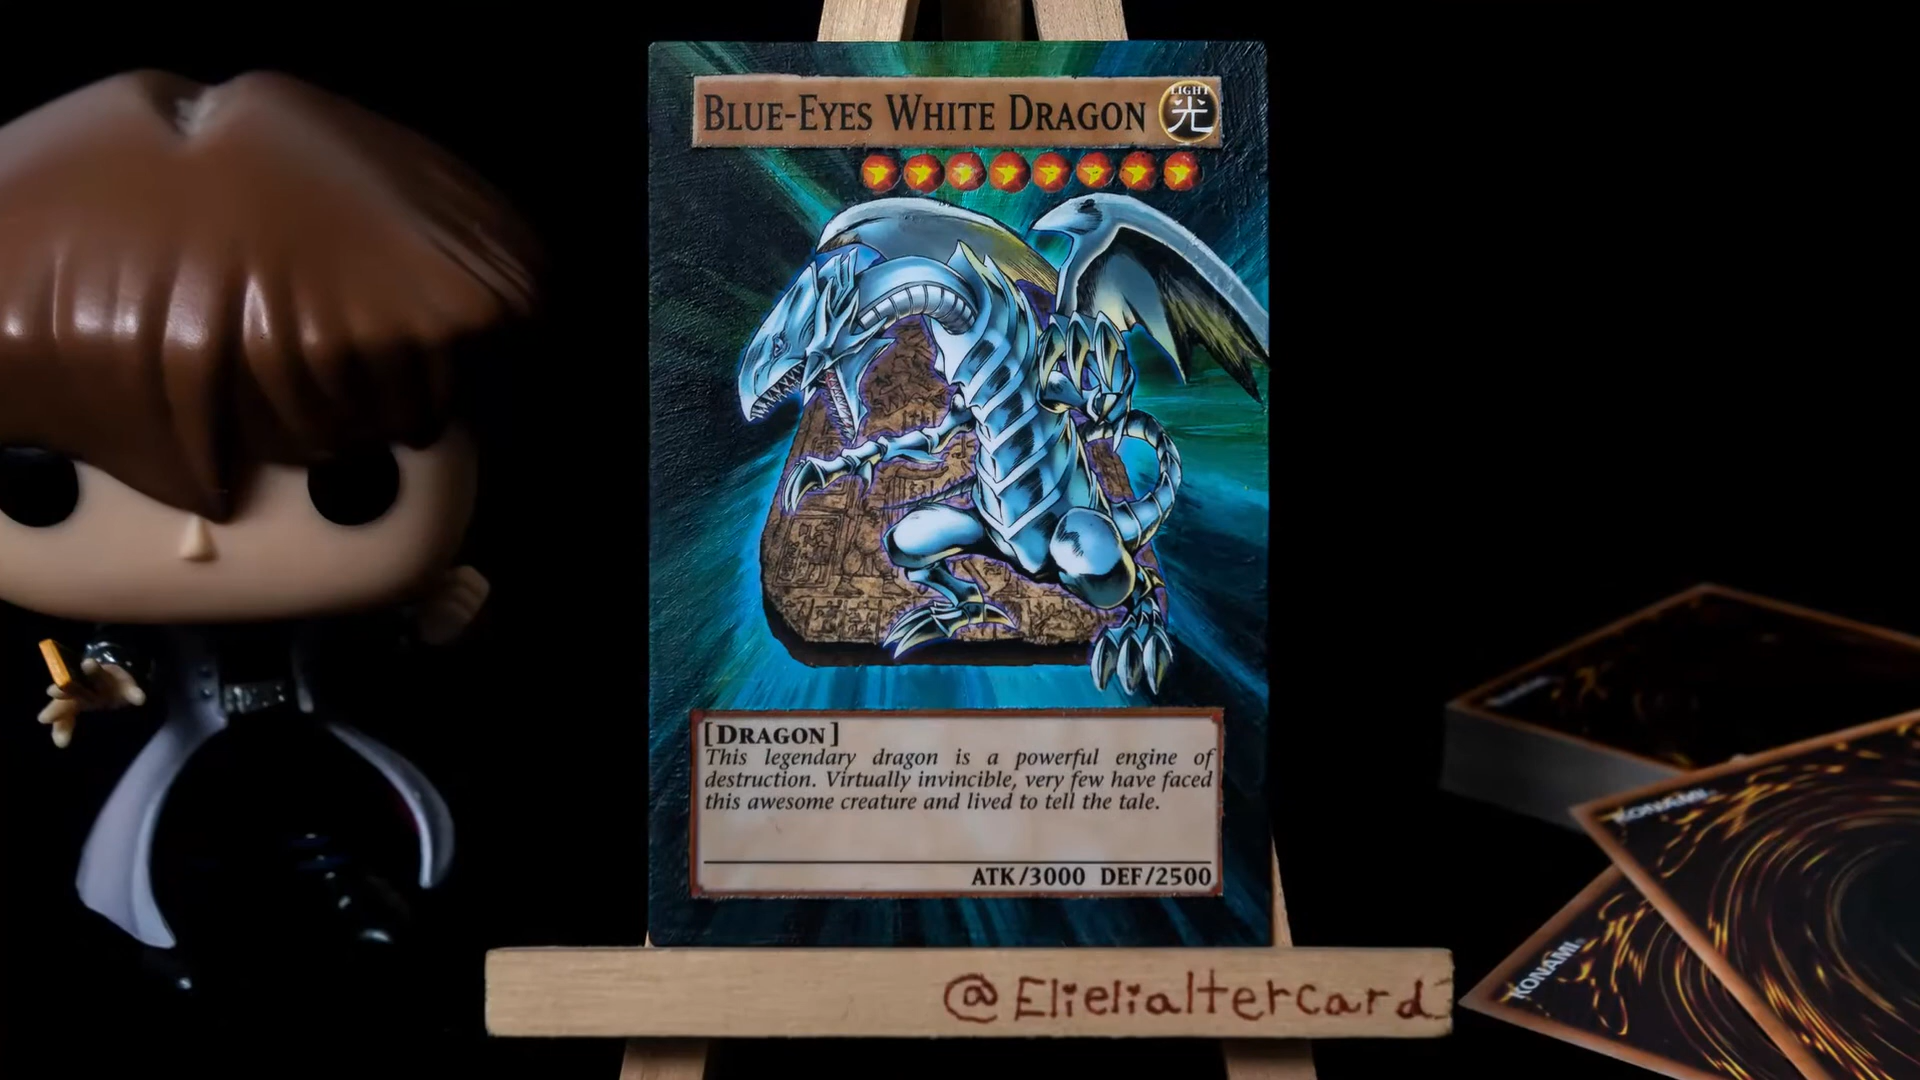 BLUE-EYES WHITE DRAGON
LIGHT
光
[DRAGON]
This legendary dragon is a powerful engine of
destruction. Virtually invincible, very few have faced
this awesome creature and lived to tell the tale.
ATK/3000 DEF/2500
@Elielialtercard
KONAMI
KONAMI